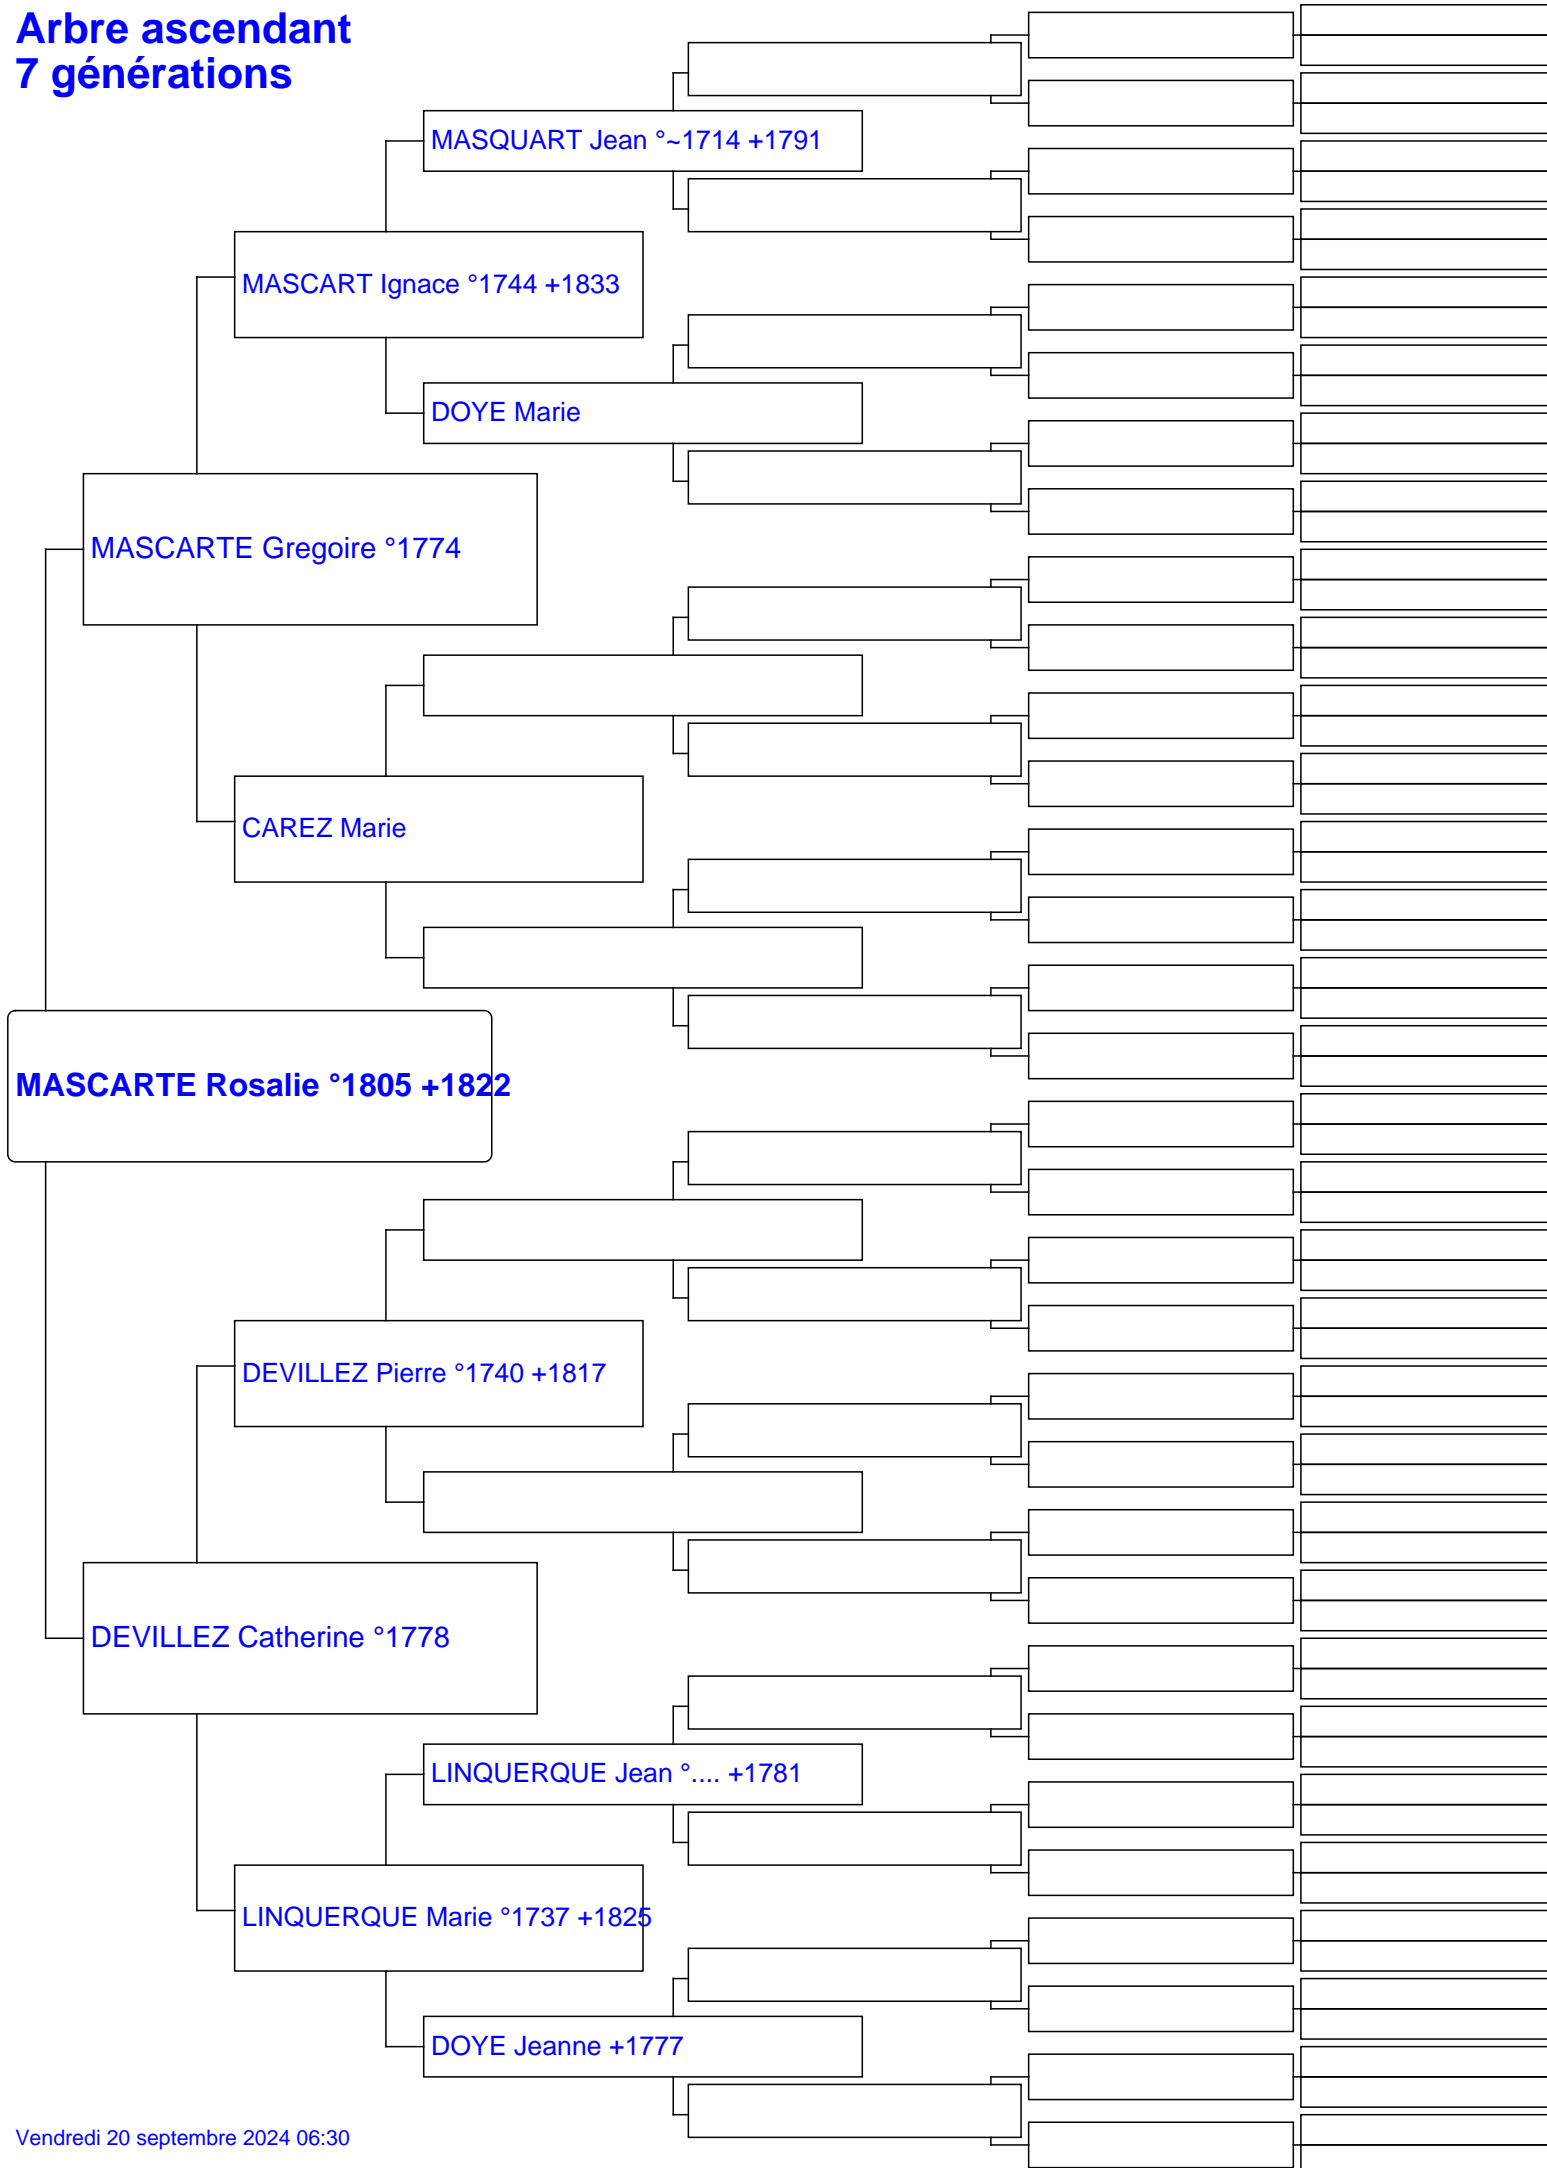 Arbre ascendant
7 générations
MASQUART Jean °~1714 +1791
MASCART Ignace °1744 +1833
DOYE Marie
MASCARTE Gregoire °1774
CAREZ Marie
MASCARTE Rosalie °1805 +1822
DEVILLEZ Pierre °1740 +1817
DEVILLEZ Catherine °1778
LINQUERQUE Jean °.... +1781
LINQUERQUE Marie °1737 +1825
DOYE Jeanne +1777
Vendredi 20 septembre 2024 06:30